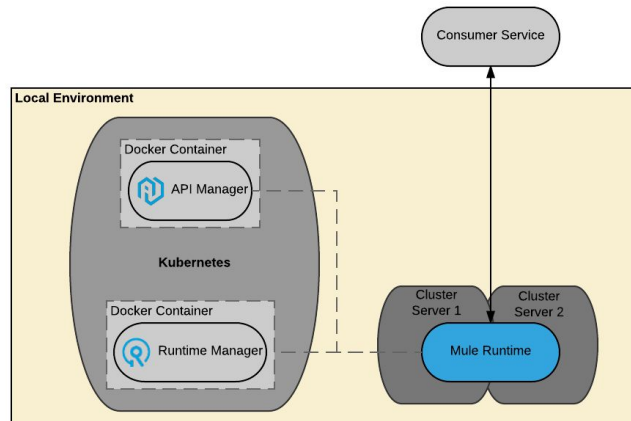 Consumer Service
Local Environment
Docker Container
API Manager
Kubernetes
Docker Container
Runtime Manager
Cluster
Server 1
Cluster
Server 2
Mule Runtime